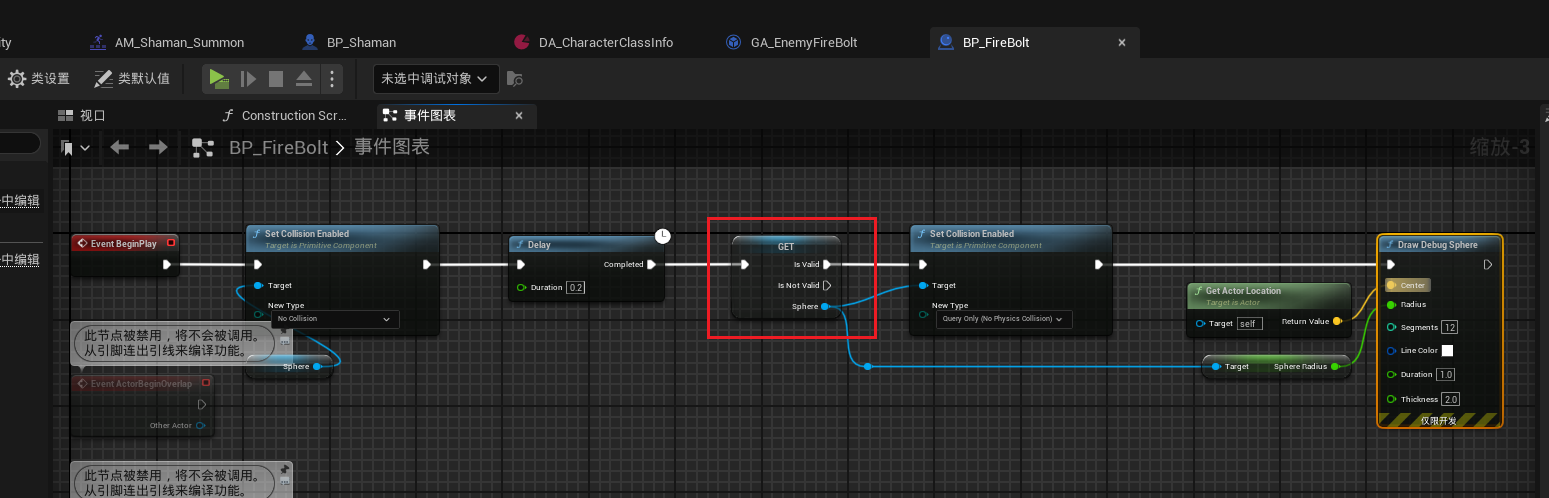 ity
AM_Shaman_Summon
BP_Shaman
DA_CharacterClassInfo
GA_EnemyFireBolt
BP_FireBolt
类设置
类默认值
未选中调试对象
视口
Construction Scr...
事件图表
BP_FireBolt
事件图表
缩放-3
中编辑
中编辑
Event BeginPlay
Set Collision Enabled
Target is Primitive Component
Target
New Type
No Collision
Sphere
Delay
Completed
Duration
0.2
GET
Is Valid
Is Not Valid
Sphere
Set Collision Enabled
Target is Primitive Component
Target
New Type
Query Only (No Physics Collision)
Get Actor Location
Target is Actor
Target
self
Return Value
Target
Sphere Radius
Draw Debug Sphere
Center
Radius
Segments
12
Line Color
Duration
1.0
Thickness
2.0
仅限开发
此节点被禁用，将不会被调用。
从引脚连出引线来编译功能。
Event ActorBeginOverlap
Other Actor
此节点被禁用，将不会被调用。
从引脚连出引线来编译功能。